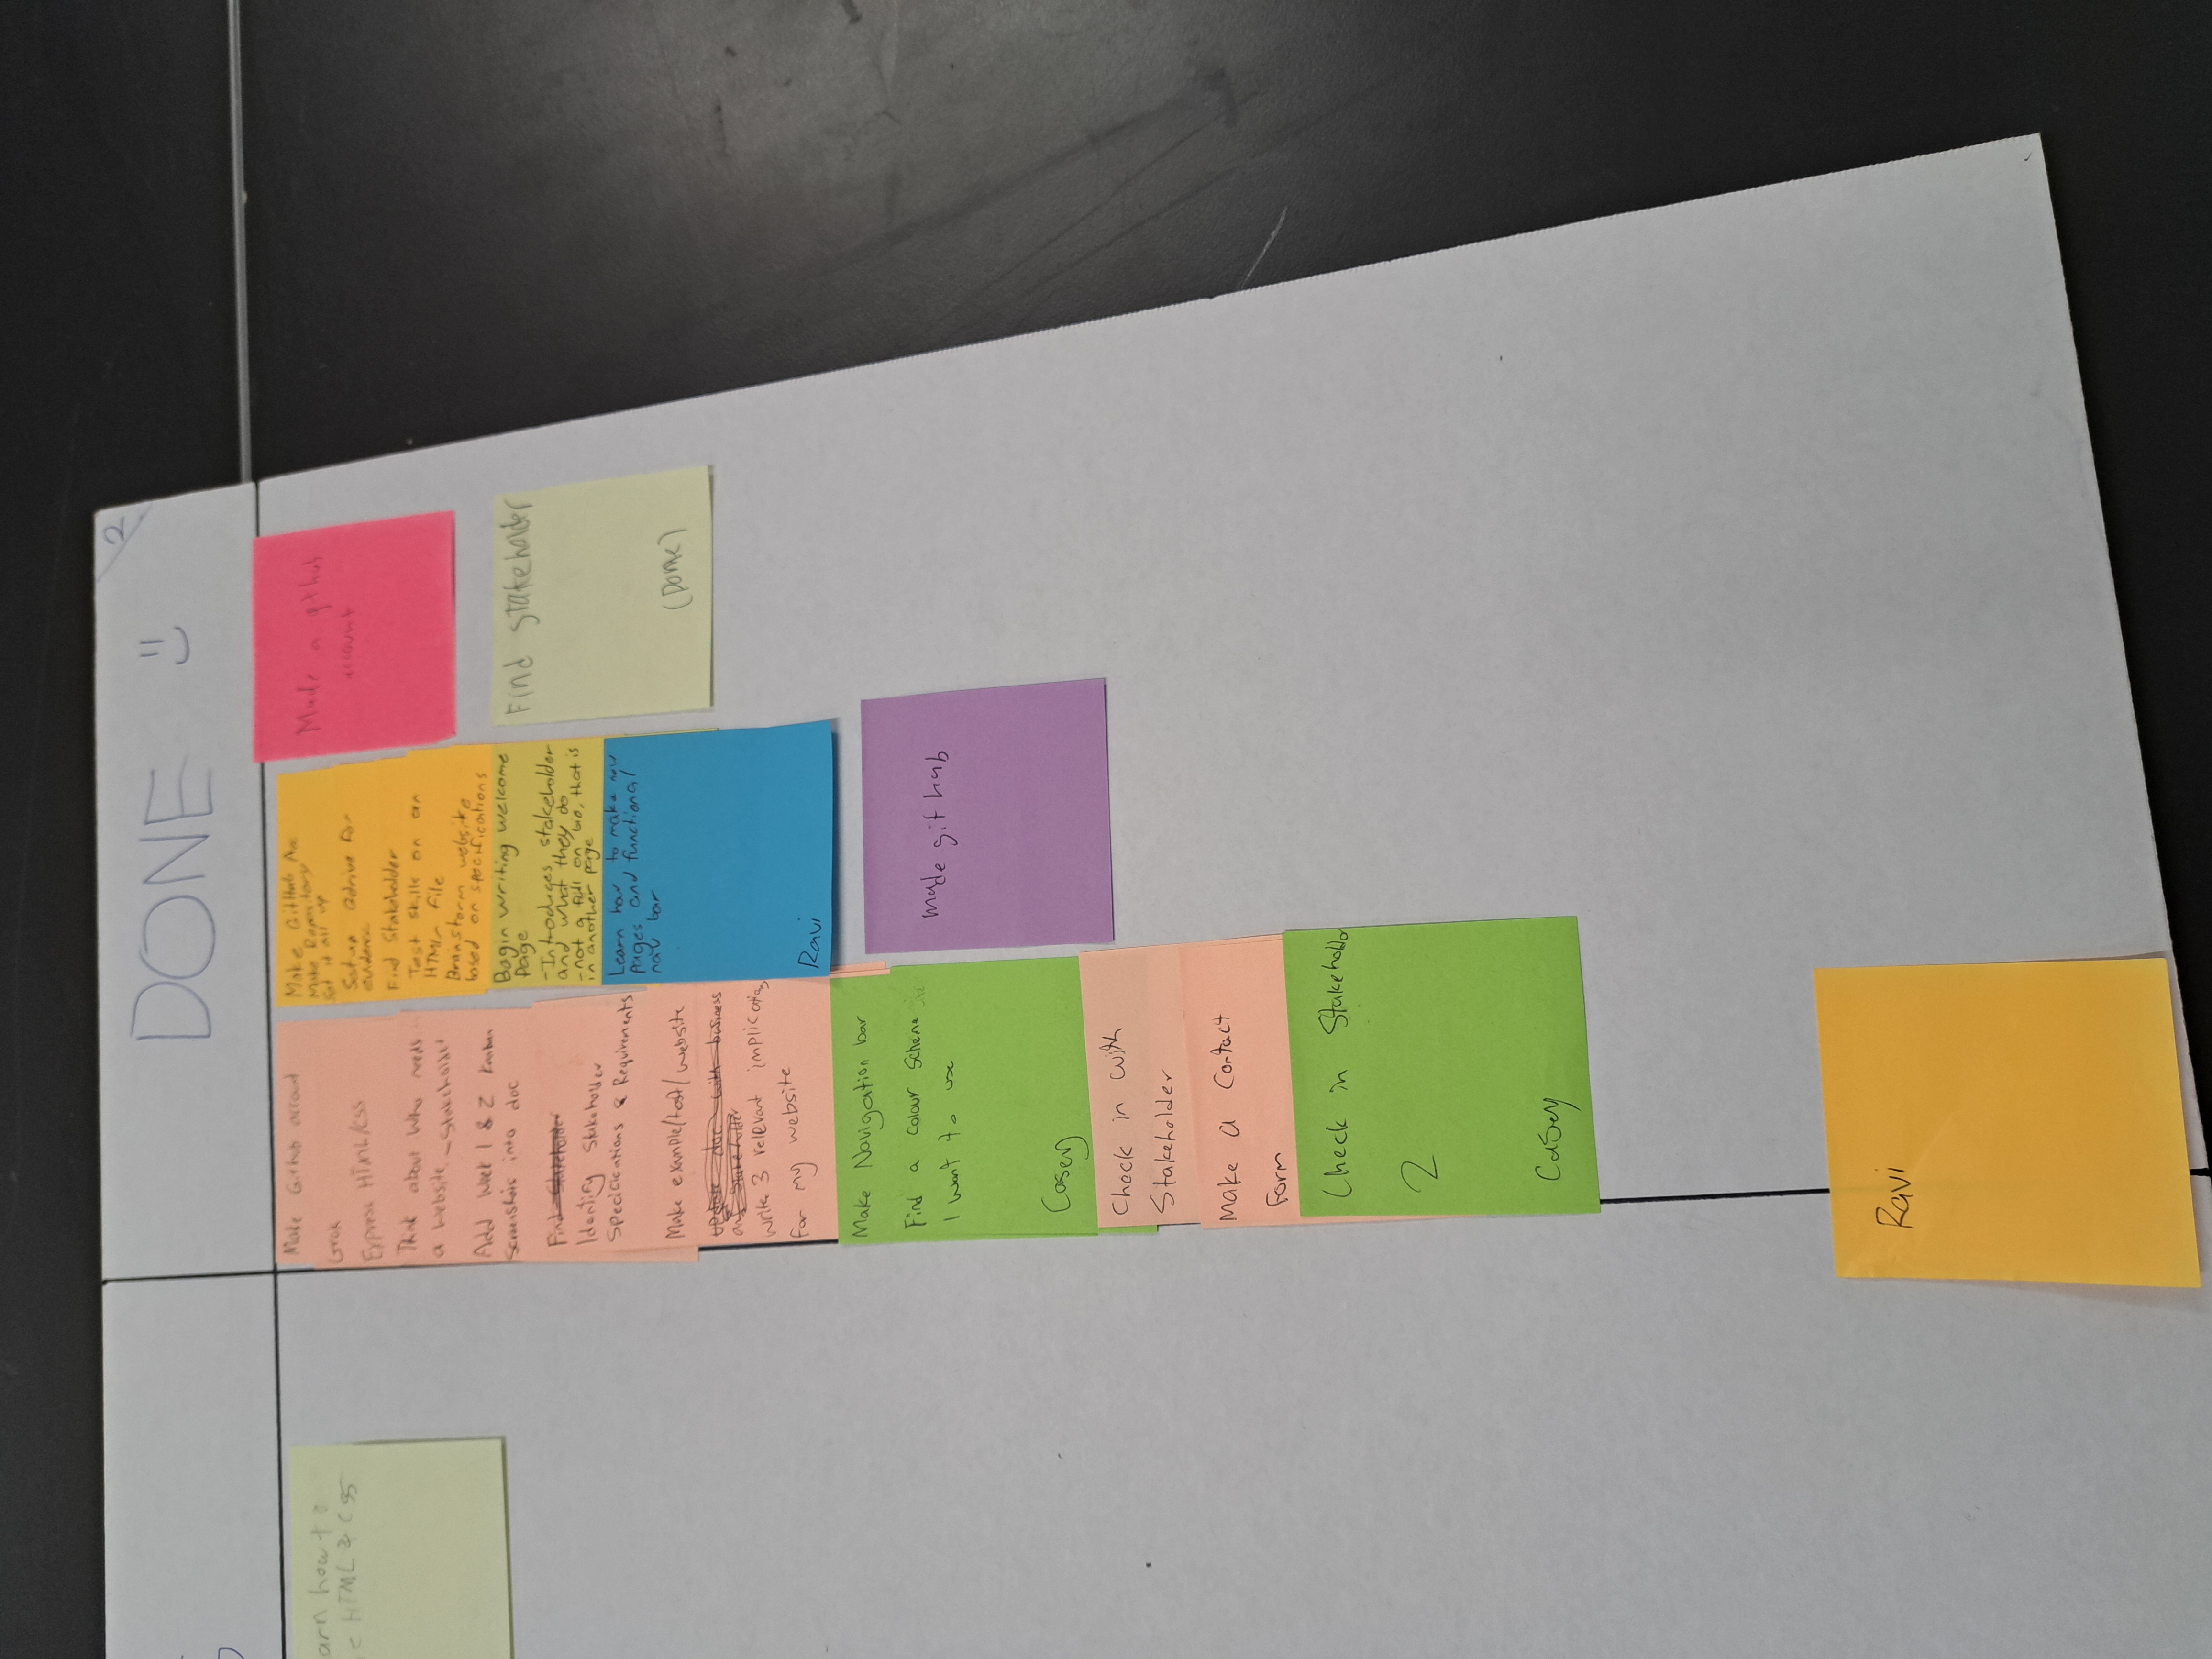 DONE
2
arn how to
HTML & CSS
Make Github account
Grok
Express HTML/CSS
Think about who needs
a website - Stakeholder
Add Week 1 & 2 Kanban
Screenshots into doc
Find Stakeholder
Identify Stakeholder
Specicications & Requirements
Make example/test/website
update doc with business
and Stakeholder
write 3 relevant implications
for my website
Make Navigation bar
Find a colour scheme
I want to use
Casey
Check in with
Stakeholder
Make a Contact
Form
Check in Stakeholder
2
Casey
Ravi
Make GitHub Acc
Make Repository
Set it all up
Setup Gdrive for
evidence
Find Stakeholder
Test skills on an
HTML file
Brainstorm website
based on specifications
Begin writing welcome
Page
-Introduces stakeholder
and what they do
-not a full on bio, that is
in another page
Learn how to make new
pages and functional
nav bar
Ravi
made git hub
Made a github
account
Find stakeholder
(Done)